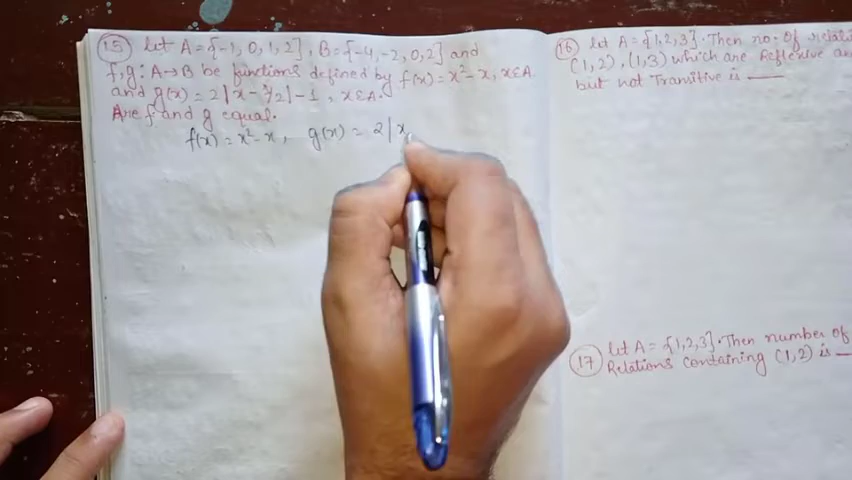 15 let A = {-1, 0, 1, 2}, B = {-4, -2, 0, 2} and
f,g : A→B be functions defined by f(x) = x² - x, x∈A
and g(x) = 2|x - ½| - 1, x∈A.
Are f and g equal.
f(x) = x² - x, g(x) = 2|x
16 let A = {1,2,3}. Then no. of
(1,2), (1,3) which are Reflexive
but not Transitive is ___
17 let A = {1,2,3}. Then number of
Relations containing (1,2) is _